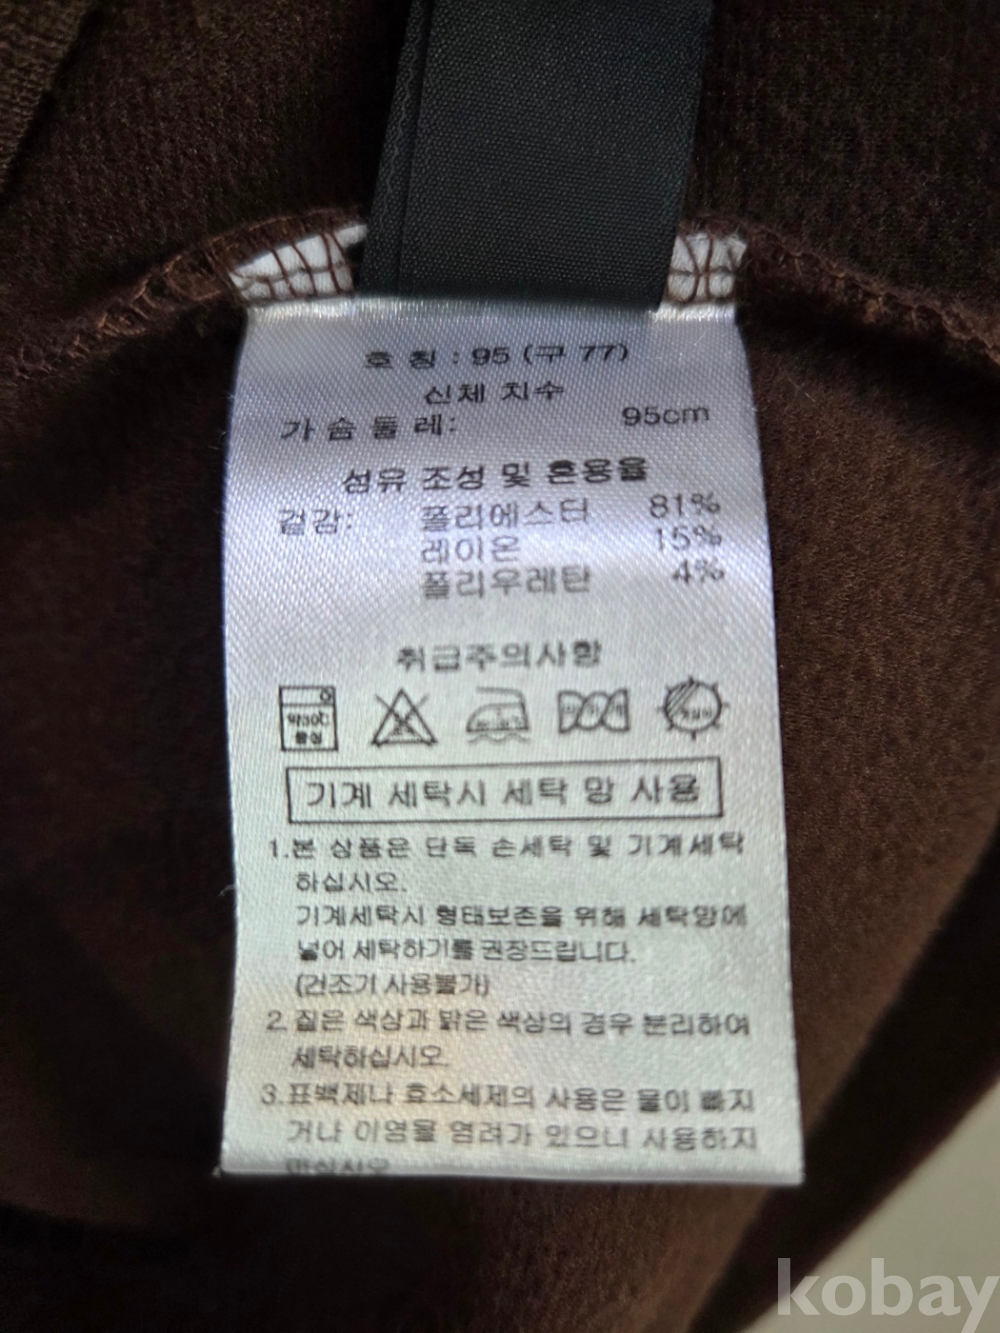 호 칭 : 95 (구 77)
신체 치수
가 슴 둘 레: 95cm
섬유 조성 및 혼용율
겉감: 폴리에스터 81%
레이온 15%
폴리우레탄 4%
취급주의사항
약30℃
중성
기계 세탁시 세탁 망 사용
1.본 상품은 단독 손세탁 및 기계세탁
하십시오.
기계세탁시 형태보존을 위해 세탁망에
넣어 세탁하기를 권장드립니다.
(건조기 사용불가)
2. 짙은 색상과 밝은 색상의 경우 분리하여
세탁하십시오.
3.표백제나 효소세제의 사용은 물이 빠지
거나 이염물 염려가 있으니 사용하지
마십시오
kobay